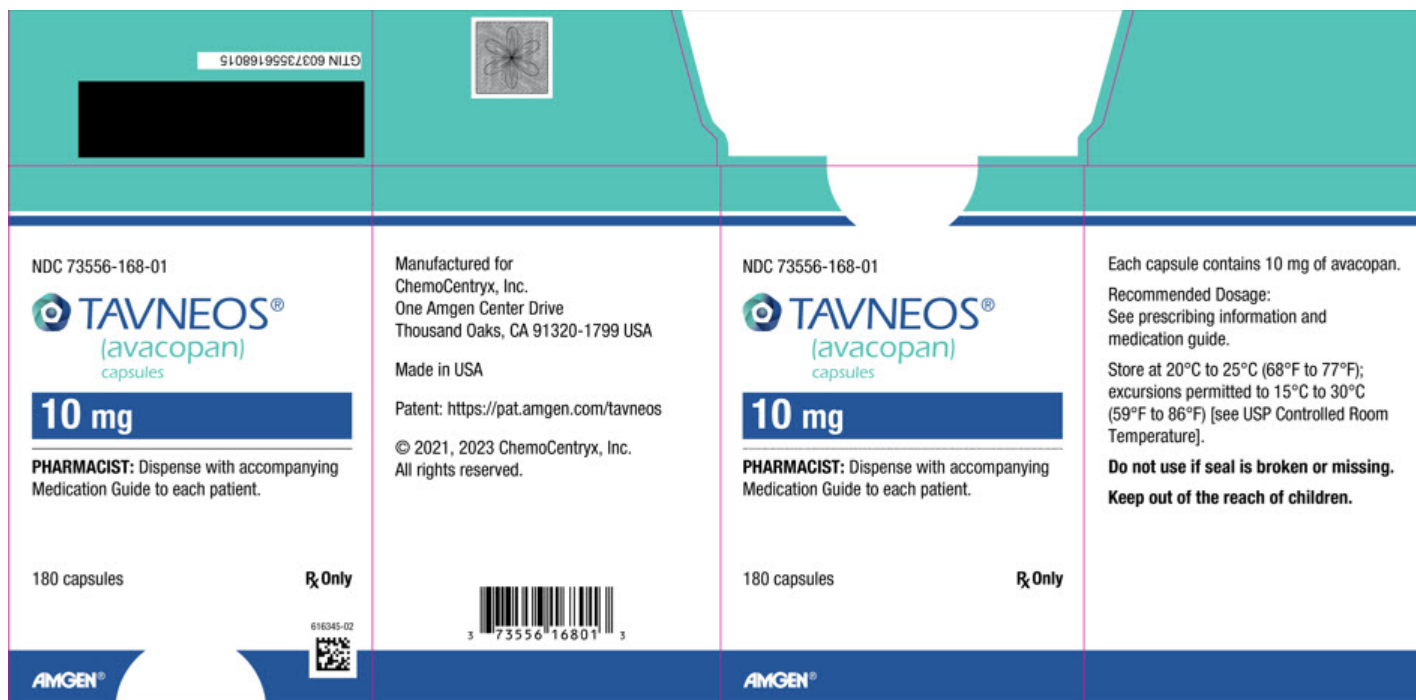 GTIN 60373556168015
NDC 73556-168-01
TAVNEOS®
(avacopan)
capsules
10 mg
PHARMACIST: Dispense with accompanying
Medication Guide to each patient.
180 capsules
Rx Only
616345-02
AMGEN®
Manufactured for
ChemoCentryx, Inc.
One Amgen Center Drive
Thousand Oaks, CA 91320-1799 USA
Made in USA
Patent: https://pat.amgen.com/tavneos
© 2021, 2023 ChemoCentryx, Inc.
All rights reserved.
3 73556 16801 3
NDC 73556-168-01
TAVNEOS®
(avacopan)
capsules
10 mg
PHARMACIST: Dispense with accompanying
Medication Guide to each patient.
180 capsules
Rx Only
AMGEN®
Each capsule contains 10 mg of avacopan.
Recommended Dosage:
See prescribing information and
medication guide.
Store at 20°C to 25°C (68°F to 77°F);
excursions permitted to 15°C to 30°C
(59°F to 86°F) [see USP Controlled Room
Temperature].
Do not use if seal is broken or missing.
Keep out of the reach of children.